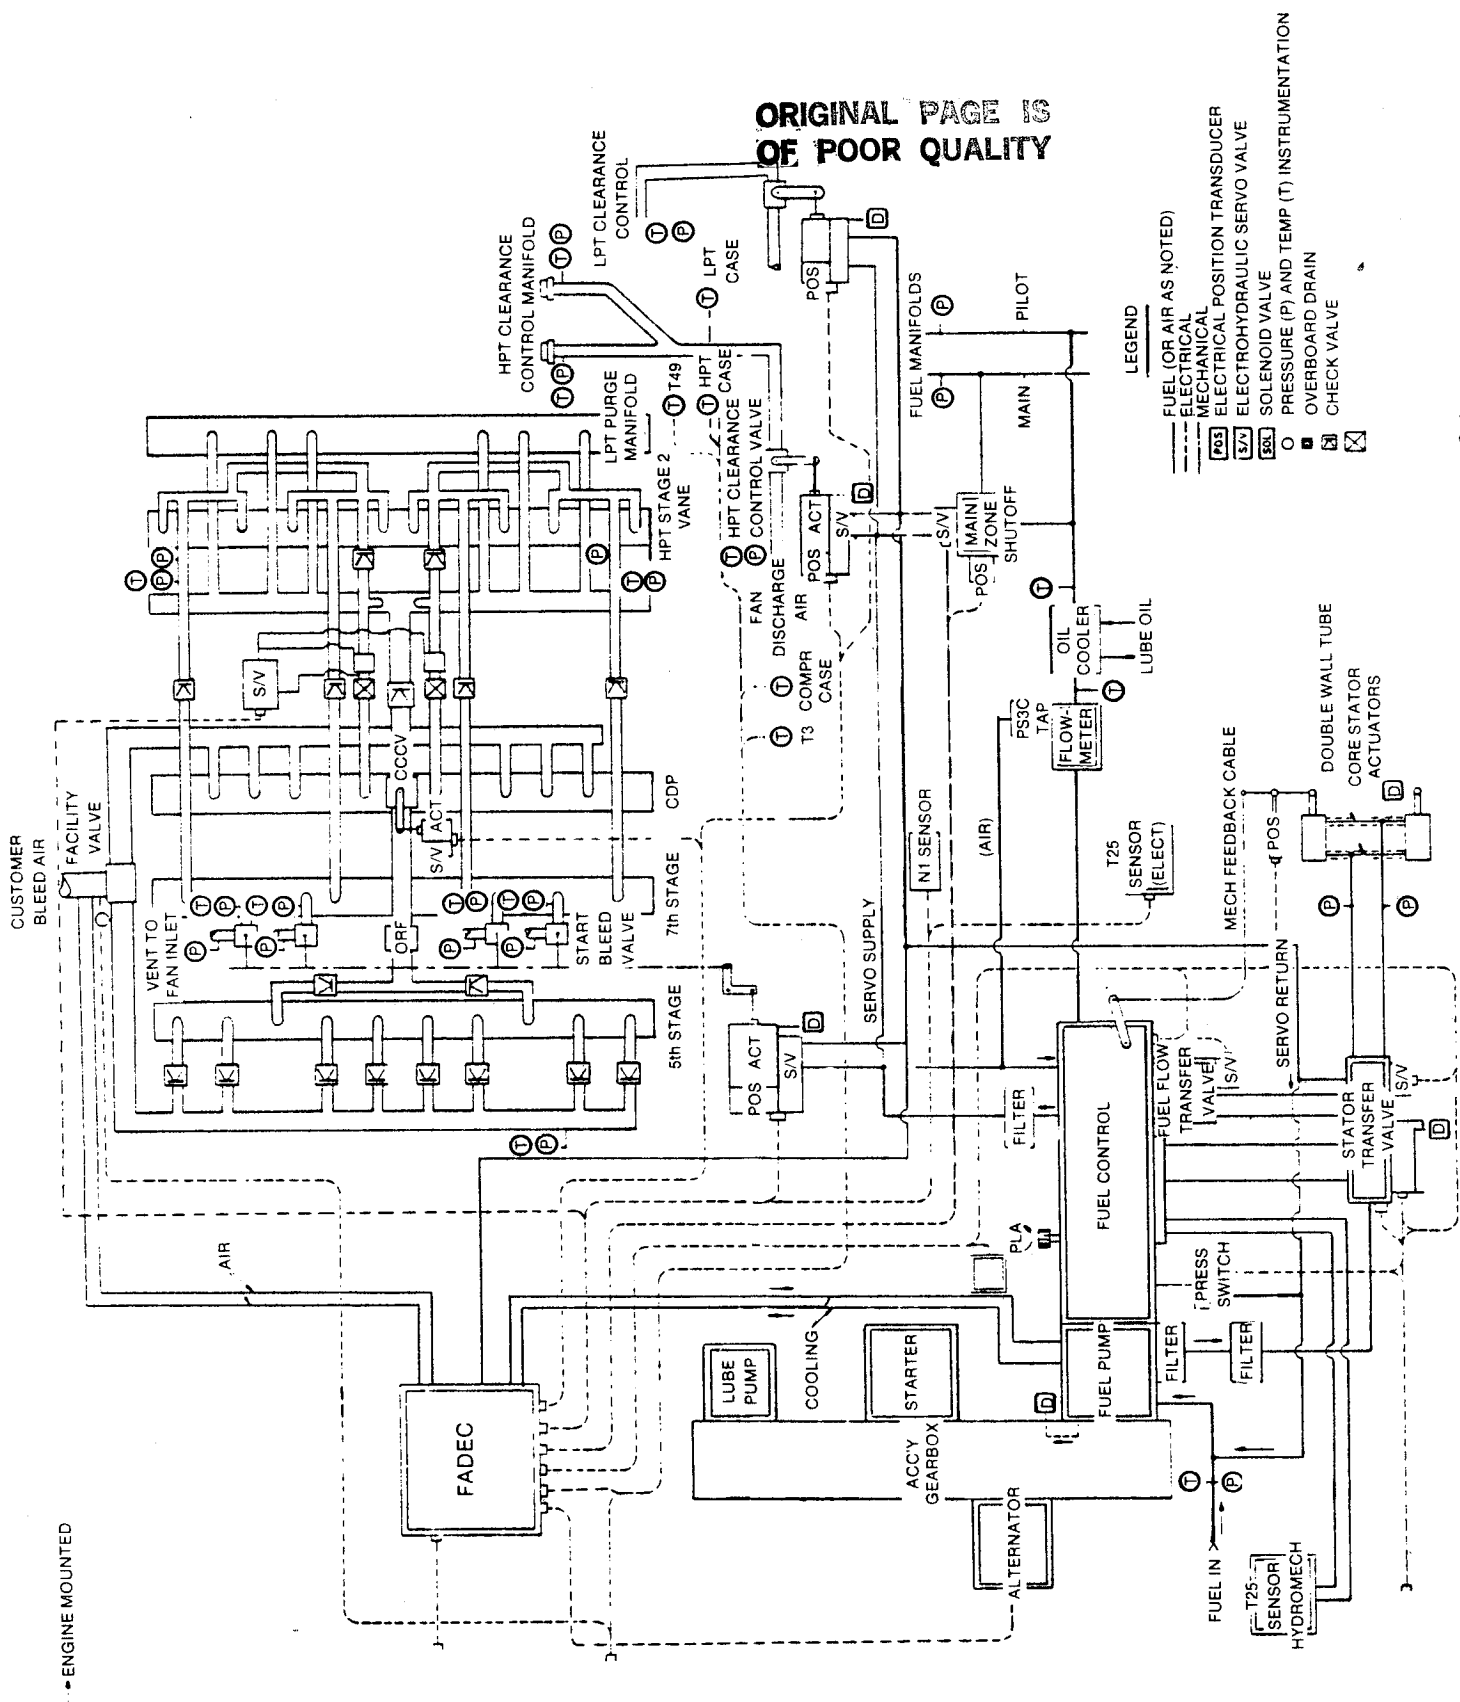 ORIGINAL PAGE IS
OF POOR QUALITY
ENGINE MOUNTED
CUSTOMER
BLEED AIR
FACILITY
VALVE
VENT TO
FAN INLET
ORF
START
BLEED
VALVE
5th STAGE
7th STAGE
CDP
CCCV
ACT
S/V
S/V
HPT STAGE 2
VANE
LPT PURGE
MANIFOLD
HPT CLEARANCE
CONTROL MANIFOLD
LPT CLEARANCE
CONTROL
T49
HPT
CASE
LPT
CASE
HPT CLEARANCE
CONTROL VALVE
FAN
DISCHARGE
AIR
T3
COMPR
CASE
POS
POS ACT
S/V
POS ACT
S/V
FUEL MANIFOLDS
MAIN
PILOT
S/V
MAIN
ZONE
SHUTOFF
POS
OIL
COOLER
LUBE OIL
PS3C
TAP
FLOW-
METER
(AIR)
N1 SENSOR
T25
SENSOR
(ELECT)
SERVO SUPPLY
MECH FEEDBACK CABLE
POS
DOUBLE WALL TUBE
CORE STATOR
ACTUATORS
SERVO RETURN
FILTER
FUEL CONTROL
FUEL FLOW
TRANSFER
VALVE
S/V
STATOR
TRANSFER
VALVE
S/V
PLA
PRESS
SWITCH
FUEL PUMP
FILTER
FILTER
AIR
FADEC
LUBE
PUMP
COOLING
STARTER
ACC'Y
GEARBOX
ALTERNATOR
FUEL IN
T25
SENSOR
HYDROMECH
LEGEND
FUEL (OR AIR AS NOTED)
ELECTRICAL
MECHANICAL
POS ELECTRICAL POSITION TRANSDUCER
S/V ELECTROHYDRAULIC SERVO VALVE
SOL SOLENOID VALVE
PRESSURE (P) AND TEMP (T) INSTRUMENTATION
OVERBOARD DRAIN
CHECK VALVE
T
P
T
P
T
P
T
P
P
P
P
P
T
P
P
P
T
P
T
P
T
P
T
P
T
P
T
T
T
T
P
T
T
P
P
T
T
P
P
T
P
D
D
D
D
D
D